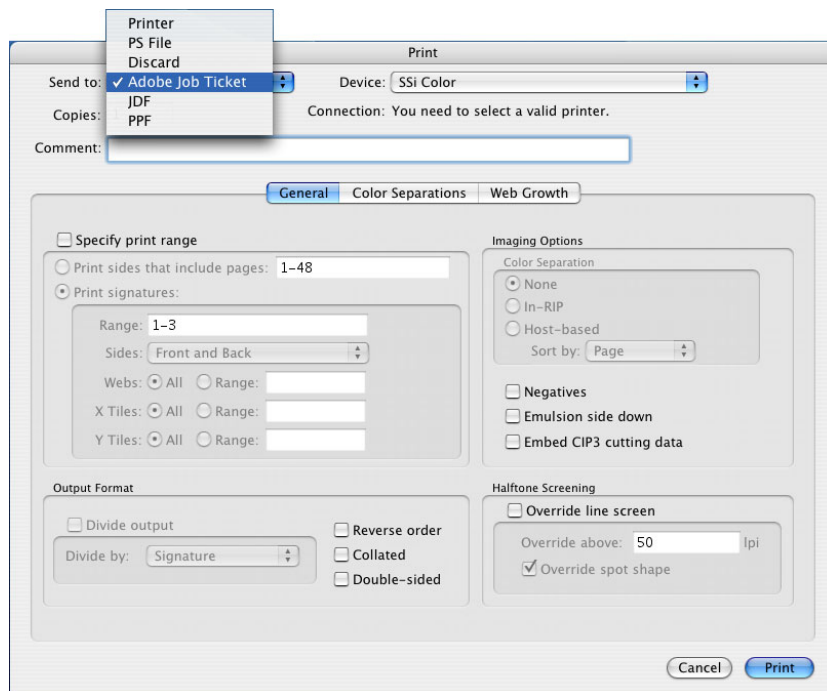 Printer
PS File
Discard
Print
Send to: ✓ Adobe Job Ticket
Device: SSi Color
JDF
PPF
Copies:
Connection: You need to select a valid printer.
Comment:
General Color Separations Web Growth
Specify print range
Print sides that include pages: 1-48
Print signatures:
Range: 1-3
Sides: Front and Back
Webs: All Range:
X Tiles: All Range:
Y Tiles: All Range:
Imaging Options
Color Separation
None
In-RIP
Host-based
Sort by: Page
Negatives
Emulsion side down
Embed CIP3 cutting data
Output Format
Divide output
Divide by: Signature
Reverse order
Collated
Double-sided
Halftone Screening
Override line screen
Override above: 50 lpi
Override spot shape
Cancel Print